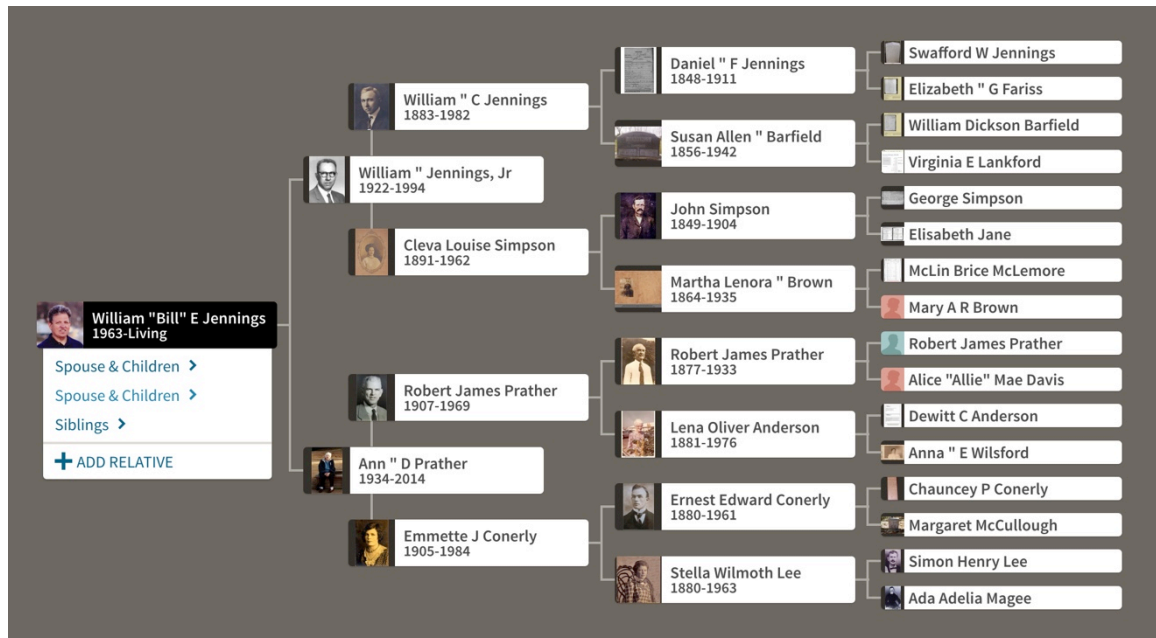 William "Bill" E Jennings
1963-Living
Spouse & Children
Spouse & Children
Siblings
ADD RELATIVE
William " Jennings, Jr
1922-1994
Ann " D Prather
1934-2014
William " C Jennings
1883-1982
Cleva Louise Simpson
1891-1962
Robert James Prather
1907-1969
Emmette J Conerly
1905-1984
Daniel " F Jennings
1848-1911
Susan Allen " Barfield
1856-1942
John Simpson
1849-1904
Martha Lenora " Brown
1864-1935
Robert James Prather
1877-1933
Lena Oliver Anderson
1881-1976
Ernest Edward Conerly
1880-1961
Stella Wilmoth Lee
1880-1963
Swafford W Jennings
Elizabeth " G Fariss
William Dickson Barfield
Virginia E Lankford
George Simpson
Elisabeth Jane
McLin Brice McLemore
Mary A R Brown
Robert James Prather
Alice "Allie" Mae Davis
Dewitt C Anderson
Anna " E Wilsford
Chauncey P Conerly
Margaret McCullough
Simon Henry Lee
Ada Adelia Magee